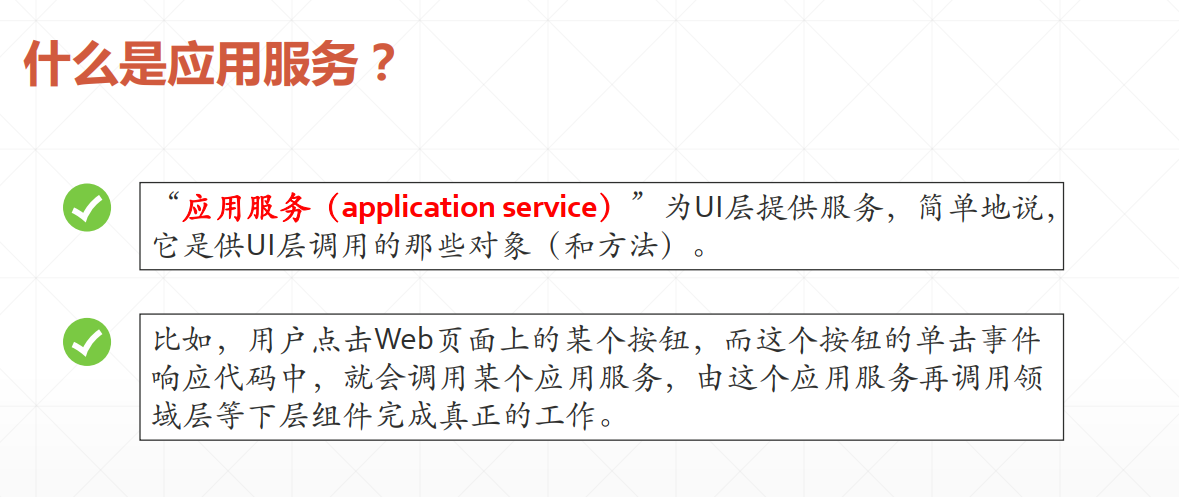 什么是应用服务？
“应用服务（application service）”为UI层提供服务，简单地说，
它是供UI层调用的那些对象（和方法）。
比如，用户点击Web页面上的某个按钮，而这个按钮的单击事件
响应代码中，就会调用某个应用服务，由这个应用服务再调用领
域层等下层组件完成真正的工作。